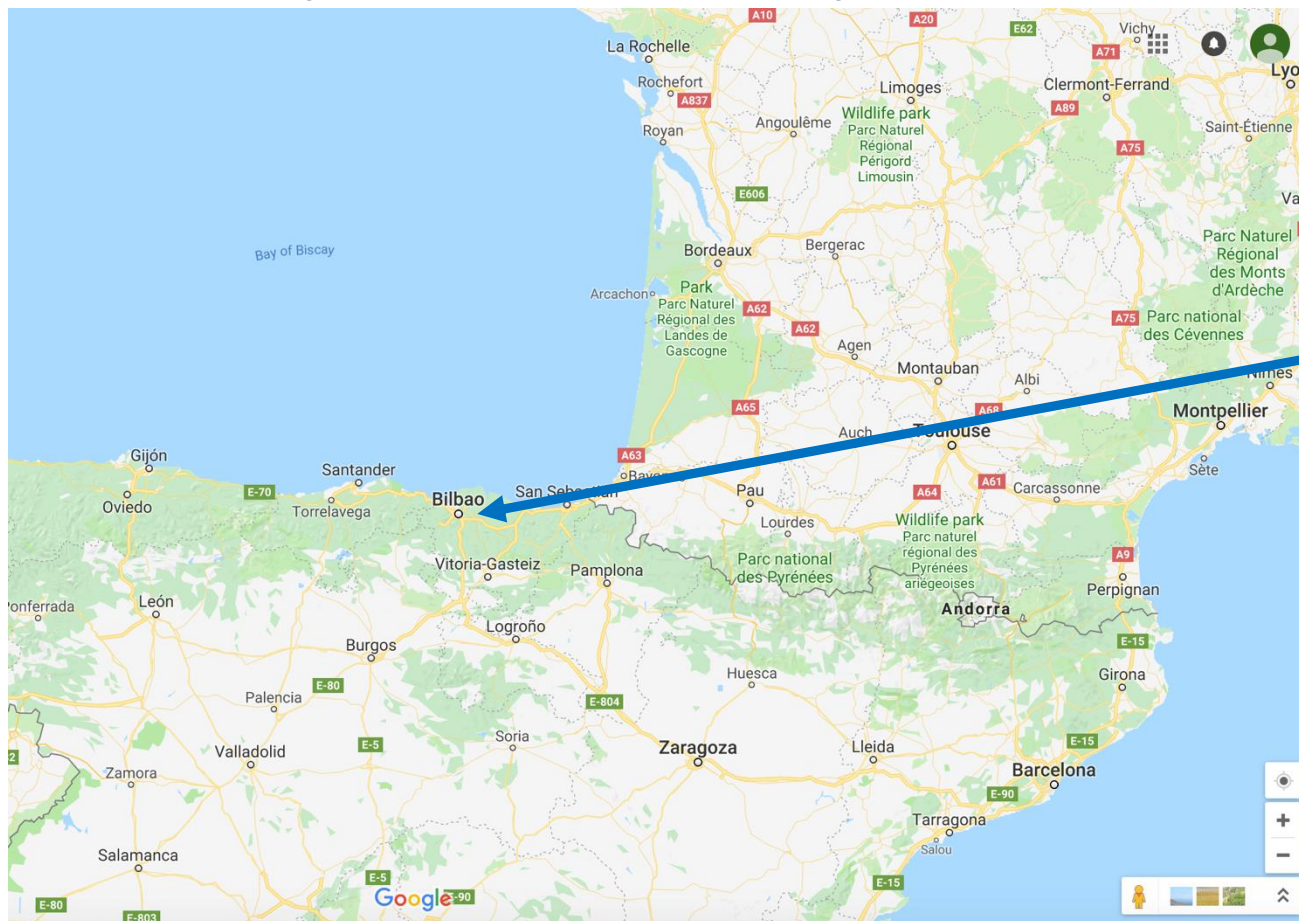 A10
A20
E62
Vichy
A71
La Rochelle
Lyo
Rochefort
A837
Limoges
Clermont-Ferrand
A89
Royan
Angoulême
Wildlife park
Parc Naturel
Régional
Périgord
Limousin
Saint-Étienne
A75
E606
Va
Bay of Biscay
Bordeaux
Bergerac
Parc Naturel
Régional
des Monts
d'Ardèche
Arcachon
Park
Parc Naturel
Régional des
Landes de
Gascogne
A62
A62
A75
Parc national
des Cévennes
Agen
Montauban
Albi
Nîmes
A65
A68
Montpellier
Auch
Toulouse
Gijón
Santander
A63
Sète
E-70
Bilbao
San Sebastián
Pau
A64
A61
Carcassonne
Oviedo
Torrelavega
Lourdes
Wildlife park
Parc naturel
régional des
Pyrénées
ariégeoises
Vitoria-Gasteiz
Pamplona
Parc national
des Pyrénées
A9
Perpignan
onferrada
León
Andorra
Logroño
Burgos
E-15
Huesca
Girona
Palencia
E-80
E-804
Soria
Valladolid
E-5
Zaragoza
Lleida
E-15
2
Zamora
Barcelona
E-90
Tarragona
Salou
Salamanca
E-5
Google
-90
E-15
E-80
E-803